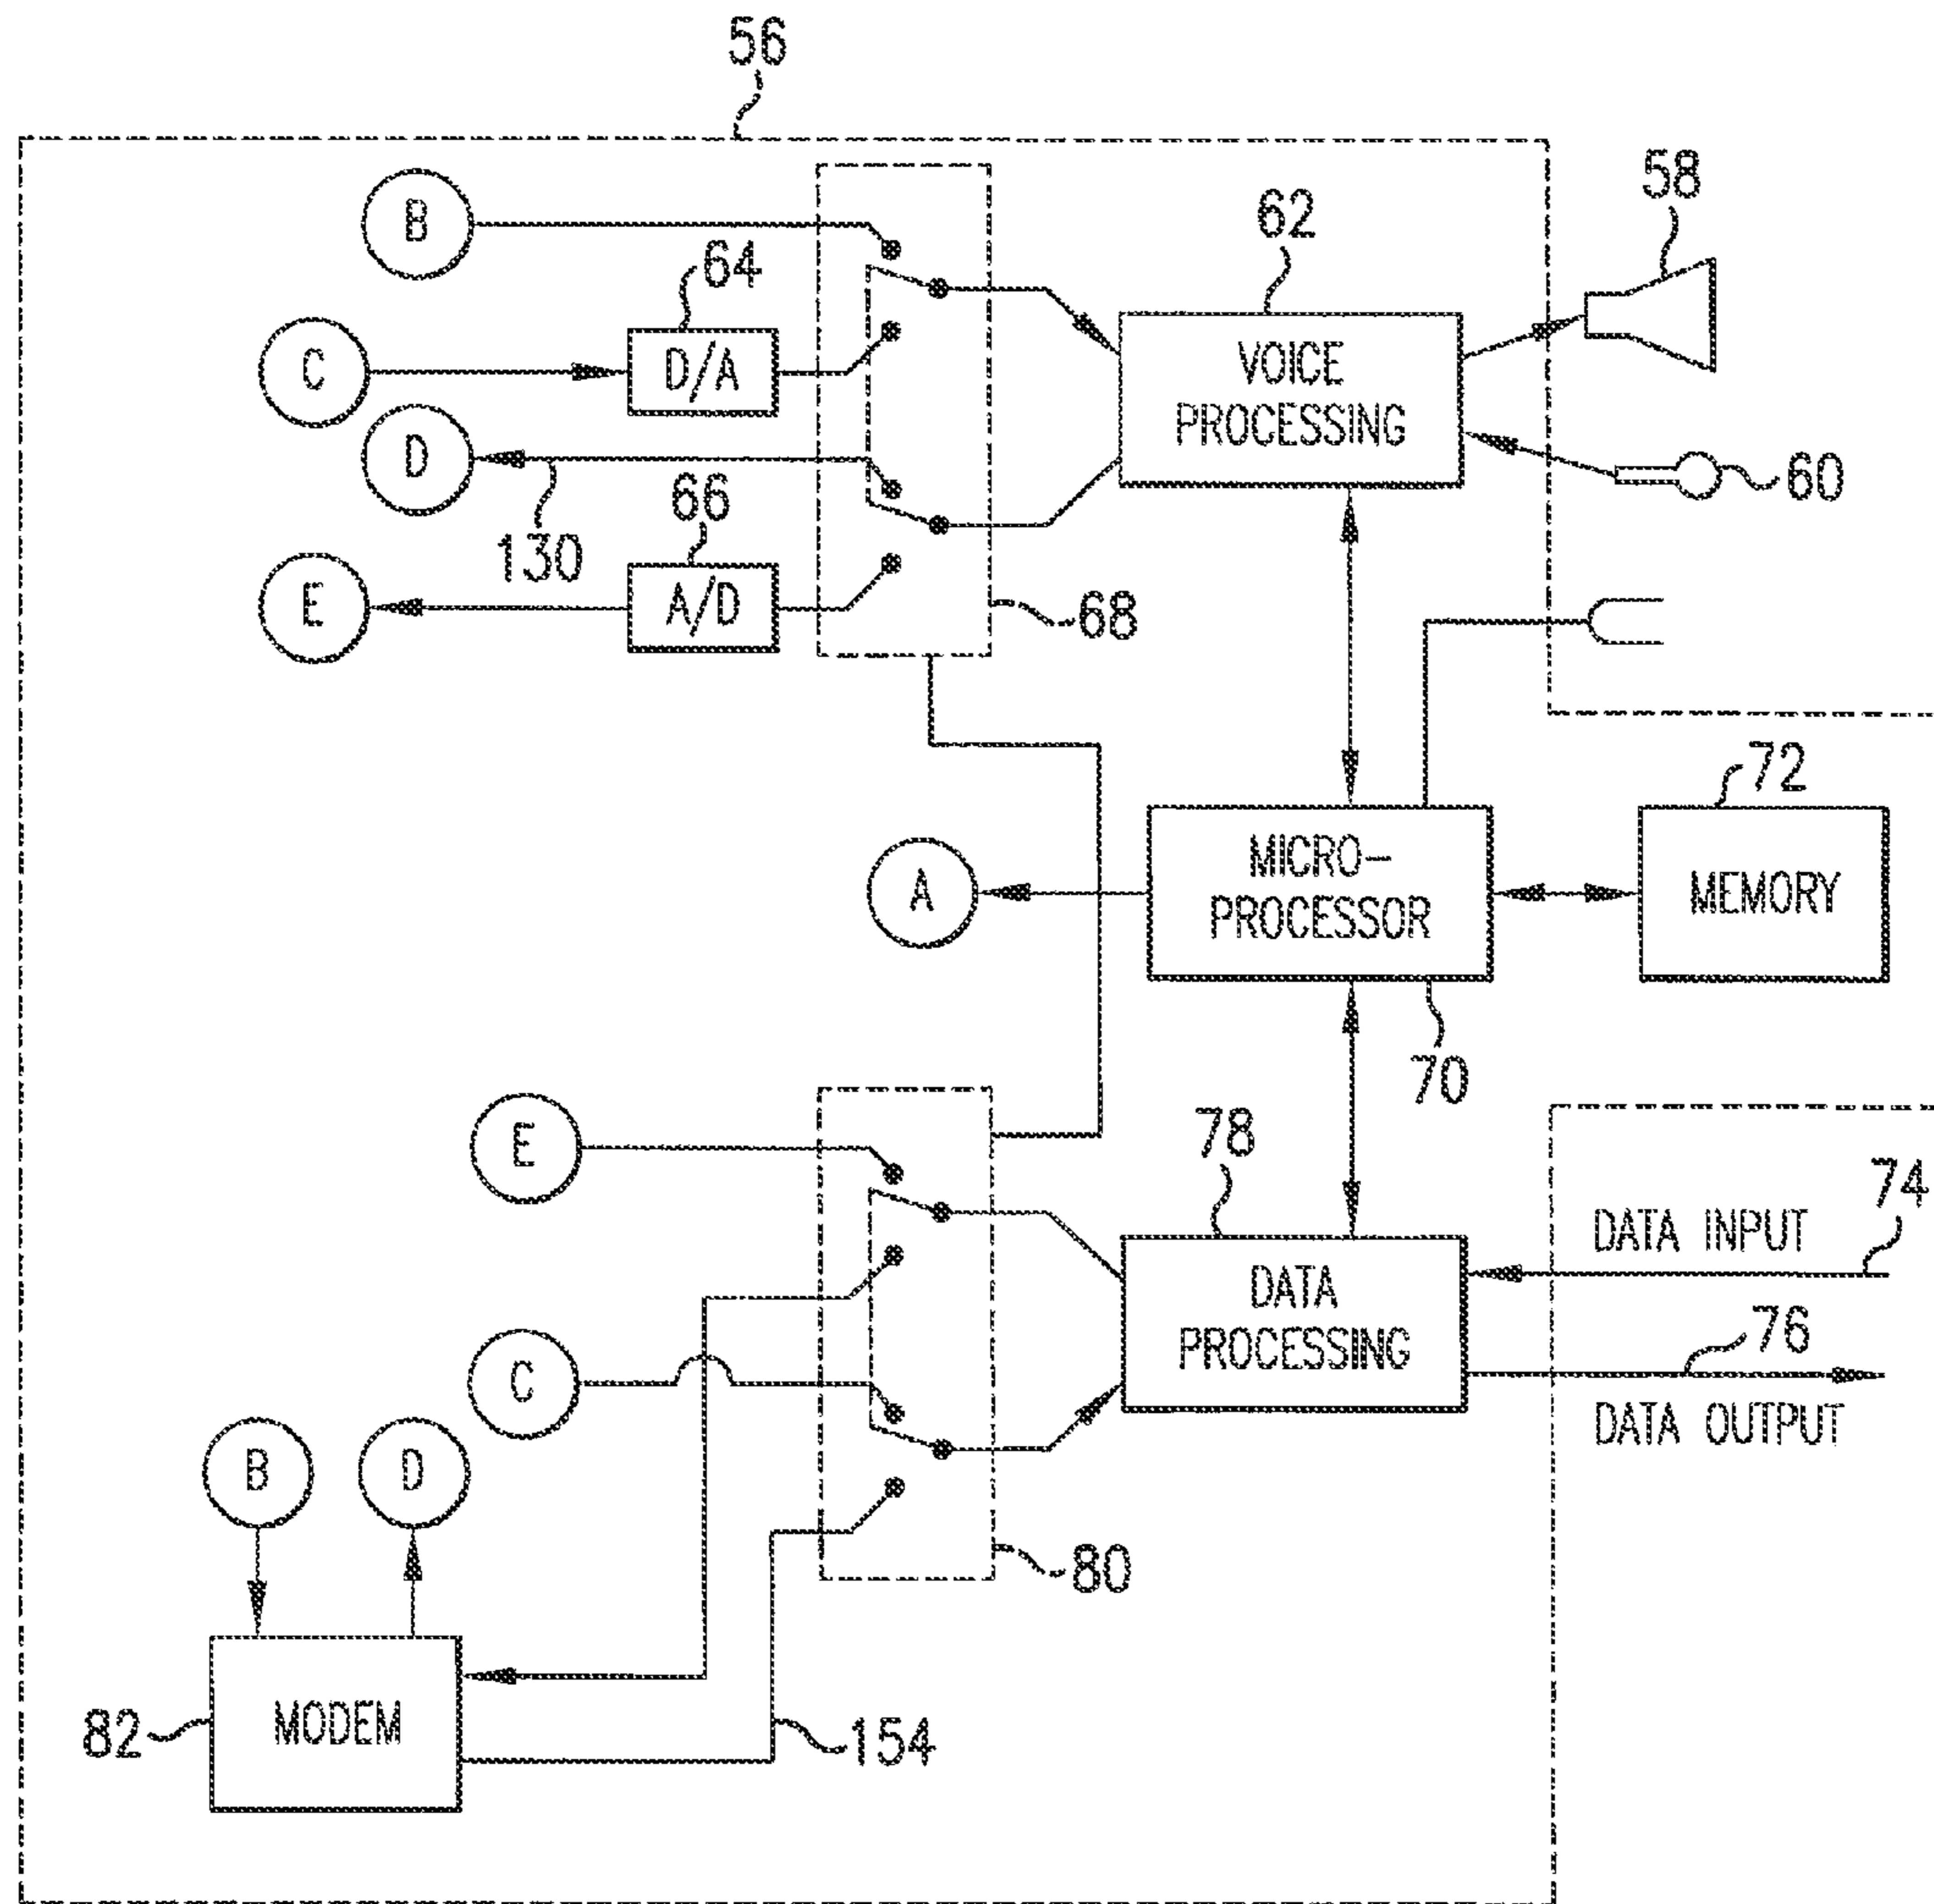 56
58
B
62
64
C
D/A
VOICE
PROCESSING
D
66
60
130
E
A/D
68
72
A
MICRO-
PROCESSOR
MEMORY
70
E
78
74
DATA INPUT
DATA
PROCESSING
76
C
DATA OUTPUT
B
D
80
82
MODEM
154